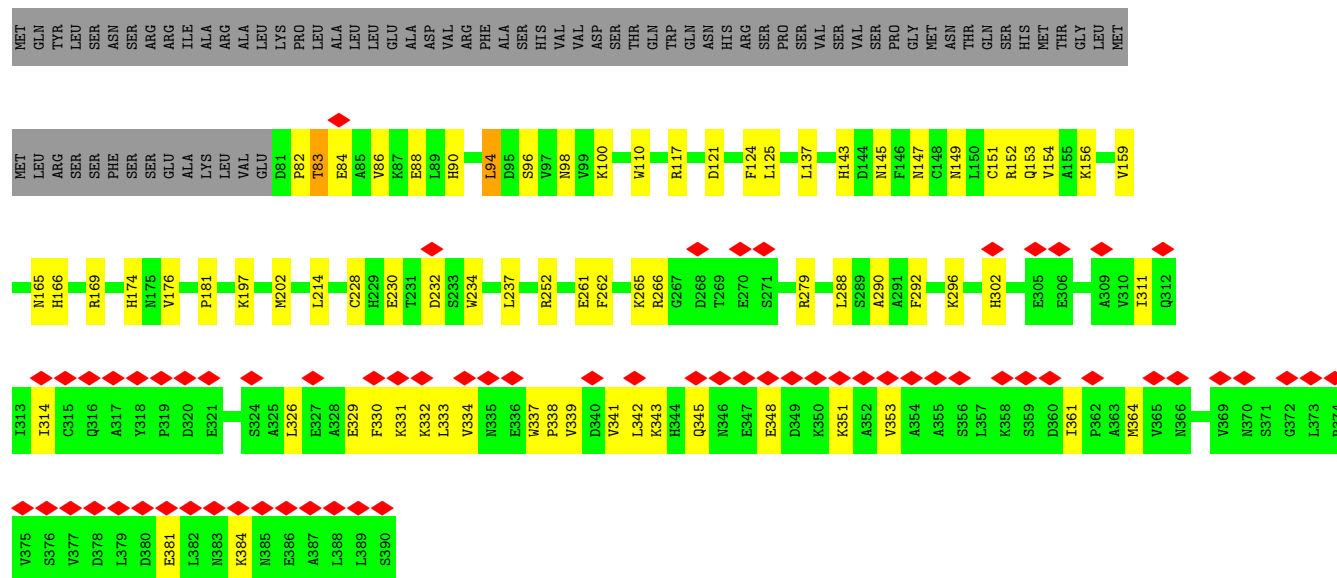 MET GLN TYR LEU SER ASN SER ARG ARG ILE ALA ARG ALA LEU LYS PRO LEU ALA LEU LEU GLU ALA ASP VAL ARG PHE ALA SER HIS VAL VAL ASP SER THR GLN TRP GLN ASN HIS ARG SER PRO SER VAL SER VAL SER PRO GLY MET ASN THR GLN SER HIS MET THR GLY LEU MET
MET LEU ARG SER SER PHE SER SER GLU ALA LYS LEU VAL GLU D81 P82 T83 E84 A85 V86 K87 E88 L89 H90 L94 D95 S96 V97 N98 V99 K100 W110 R117 D121 F124 L125 L137 H143 D144 N145 F146 N147 C148 N149 L150 C151 R152 Q153 V154 A155 K156 V159
N165 H166 R169 H174 N175 V176 P181 K197 M202 L214 C228 H229 E230 T231 D232 S233 W234 L237 R252 E261 F262 K265 R266 G267 D268 T269 E270 S271 R279 L288 S289 A290 A291 F292 K296 H302 E305 E306 A309 V310 I311 Q312
I313 I314 C315 Q316 A317 Y318 P319 D320 E321 S324 A325 L326 E327 A328 E329 F330 K331 K332 L333 V334 N335 E336 W337 P338 V339 D340 V341 L342 K343 H344 Q345 N346 E347 E348 D349 K350 K351 A352 V353 A354 A355 S356 L357 K358 S359 D360 I361 P362 A363 M364 V365 N366 V369 N370 S371 G372 L373
V375 S376 V377 D378 L379 D380 E381 L382 N383 K384 N385 E386 A387 L388 L389 S390